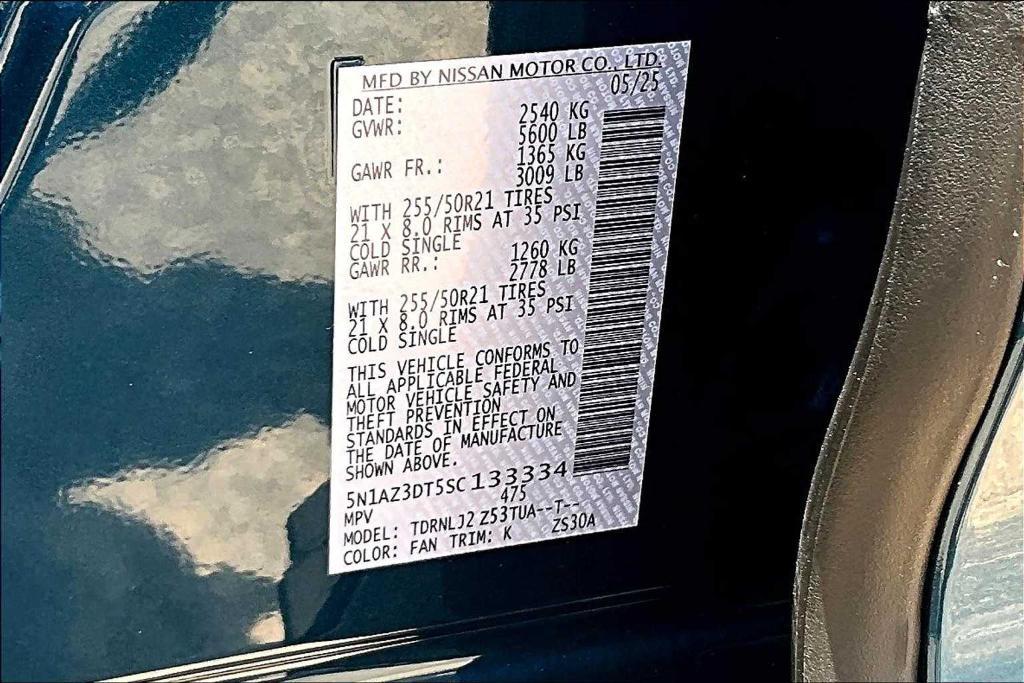 MFD BY NISSAN MOTOR CO., LTD.
DATE: 05/25
GVWR: 2540 KG
5600 LB
GAWR FR.: 1365 KG
3009 LB
WITH 255/50R21 TIRES
21 X 8.0 RIMS AT 35 PSI
COLD SINGLE
GAWR RR.: 1260 KG
2778 LB
WITH 255/50R21 TIRES
21 X 8.0 RIMS AT 35 PSI
COLD SINGLE
THIS VEHICLE CONFORMS TO
ALL APPLICABLE FEDERAL
MOTOR VEHICLE SAFETY AND
THEFT PREVENTION
STANDARDS IN EFFECT ON
THE DATE OF MANUFACTURE
SHOWN ABOVE.
5N1AZ3DT5SC133334
MPV 475
MODEL: TDRNLJ2 Z53TUA--T--
COLOR: FAN TRIM: K ZS30A